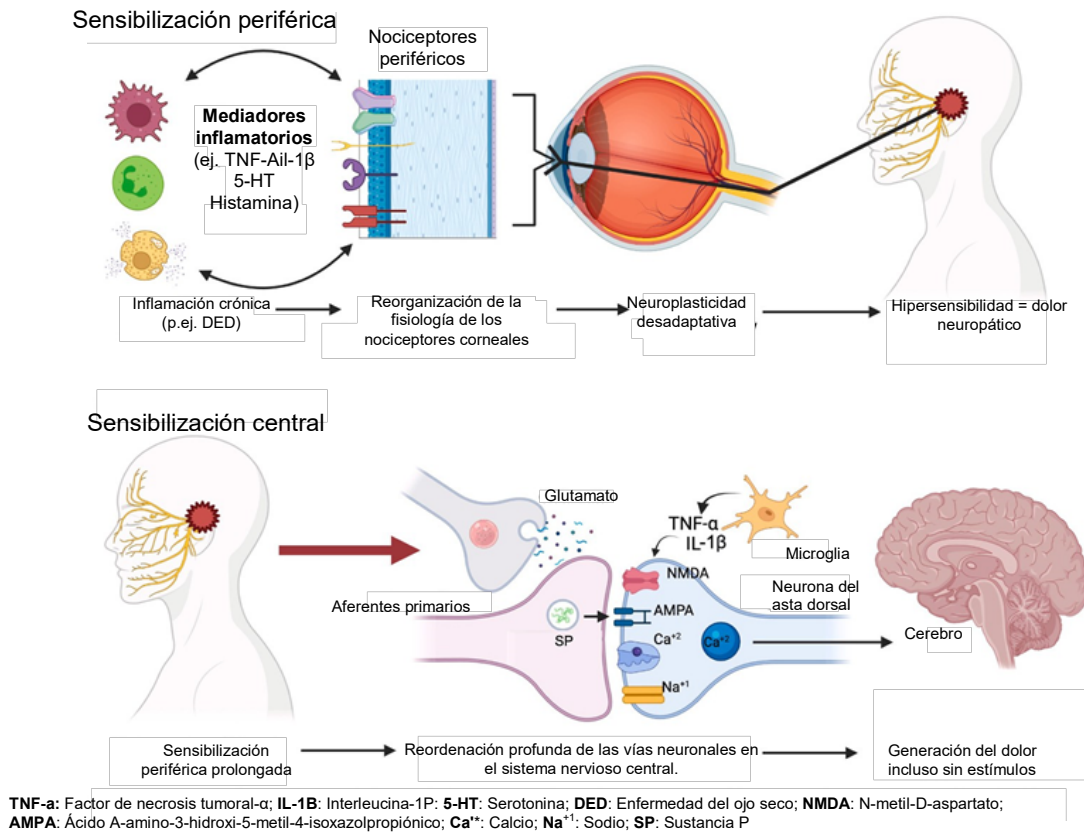 Sensibilización periférica
Nociceptores
periféricos
Mediadores
inflamatorios
(ej. TNF-Ail-1β
5-HT
Histamina)
Inflamación crónica
(p.ej. DED)
Reorganización de la
fisiología de los
nociceptores corneales
Neuroplasticidad
desadaptativa
Hipersensibilidad = dolor
neuropático
Sensibilización central
Glutamato
TNF-α
IL-1β
Microglia
NMDA
Neurona del
asta dorsal
Aferentes primarios
AMPA
SP
Ca⁺²
Ca⁺²
Cerebro
Na⁺¹
Sensibilización
periférica prolongada
Reordenación profunda de las vías neuronales en
el sistema nervioso central.
Generación del dolor
incluso sin estímulos
TNF-a: Factor de necrosis tumoral-α; IL-1B: Interleucina-1P: 5-HT: Serotonina; DED: Enfermedad del ojo seco; NMDA: N-metil-D-aspartato;
AMPA: Ácido A-amino-3-hidroxi-5-metil-4-isoxazolpropiónico; Ca'*: Calcio; Na⁺¹: Sodio; SP: Sustancia P